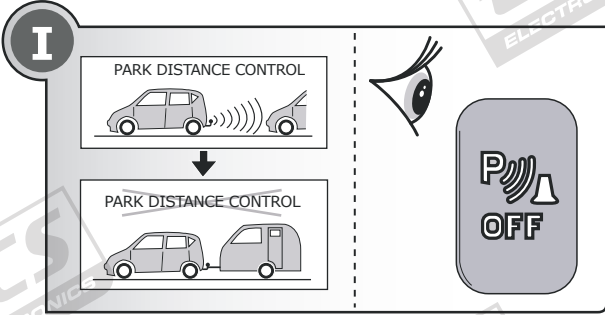 I
PARK DISTANCE CONTROL
PARK DISTANCE CONTROL
P
OFF